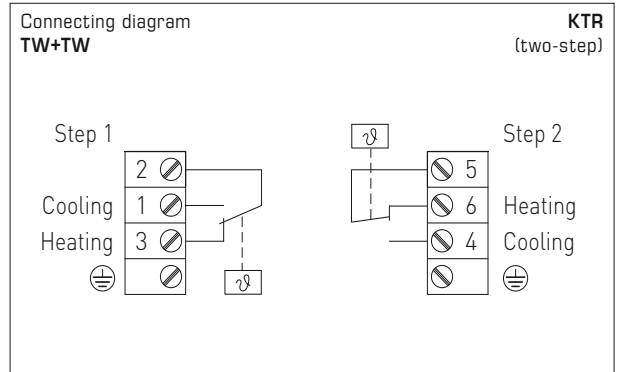 Connecting diagram
TW+TW
KTR
(two-step)
Step 1
2
Cooling 1
Heating 3
ϑ
ϑ
Step 2
5
6 Heating
4 Cooling